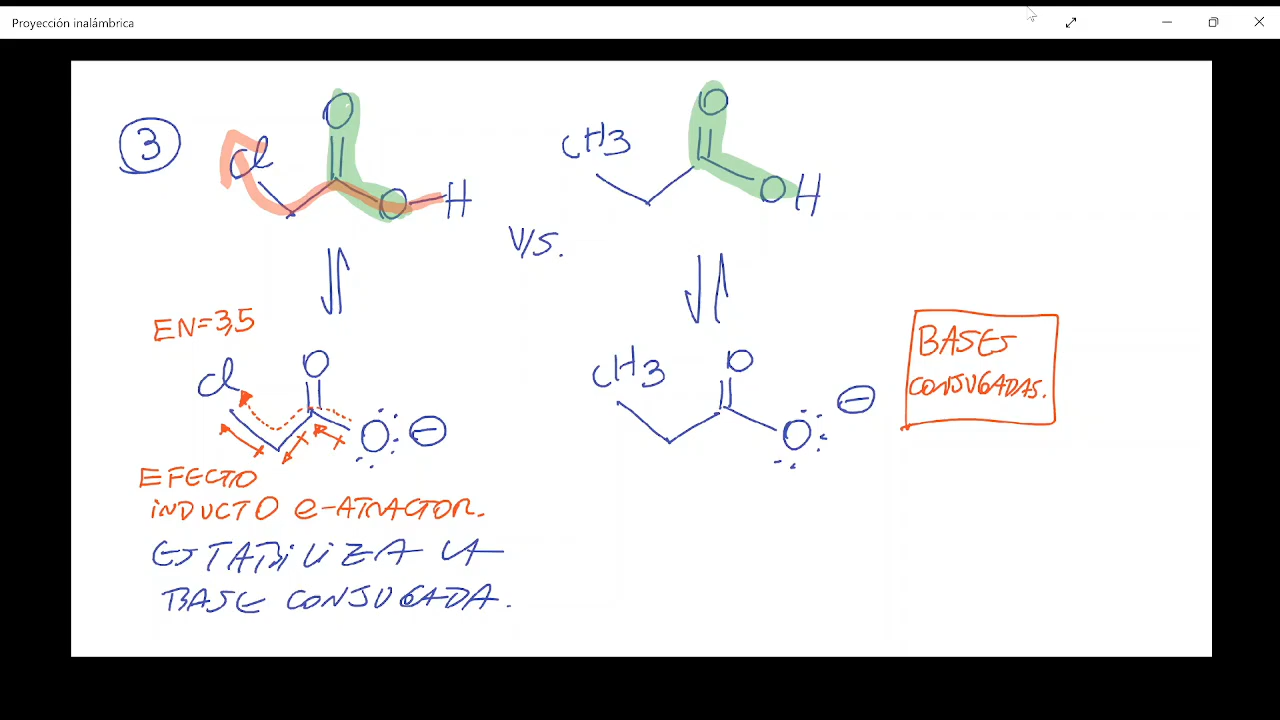 Proyección inalámbrica
3
Cl
O
O
H
CH3
O
OH
V/S.
EN=3,5
Cl
O
O
CH3
O
O
BASES
CONJUGADAS.
EFECTO
INDUCTO e-ATRACTOR.
ESTABILIZA LA
BASE CONJUGADA.